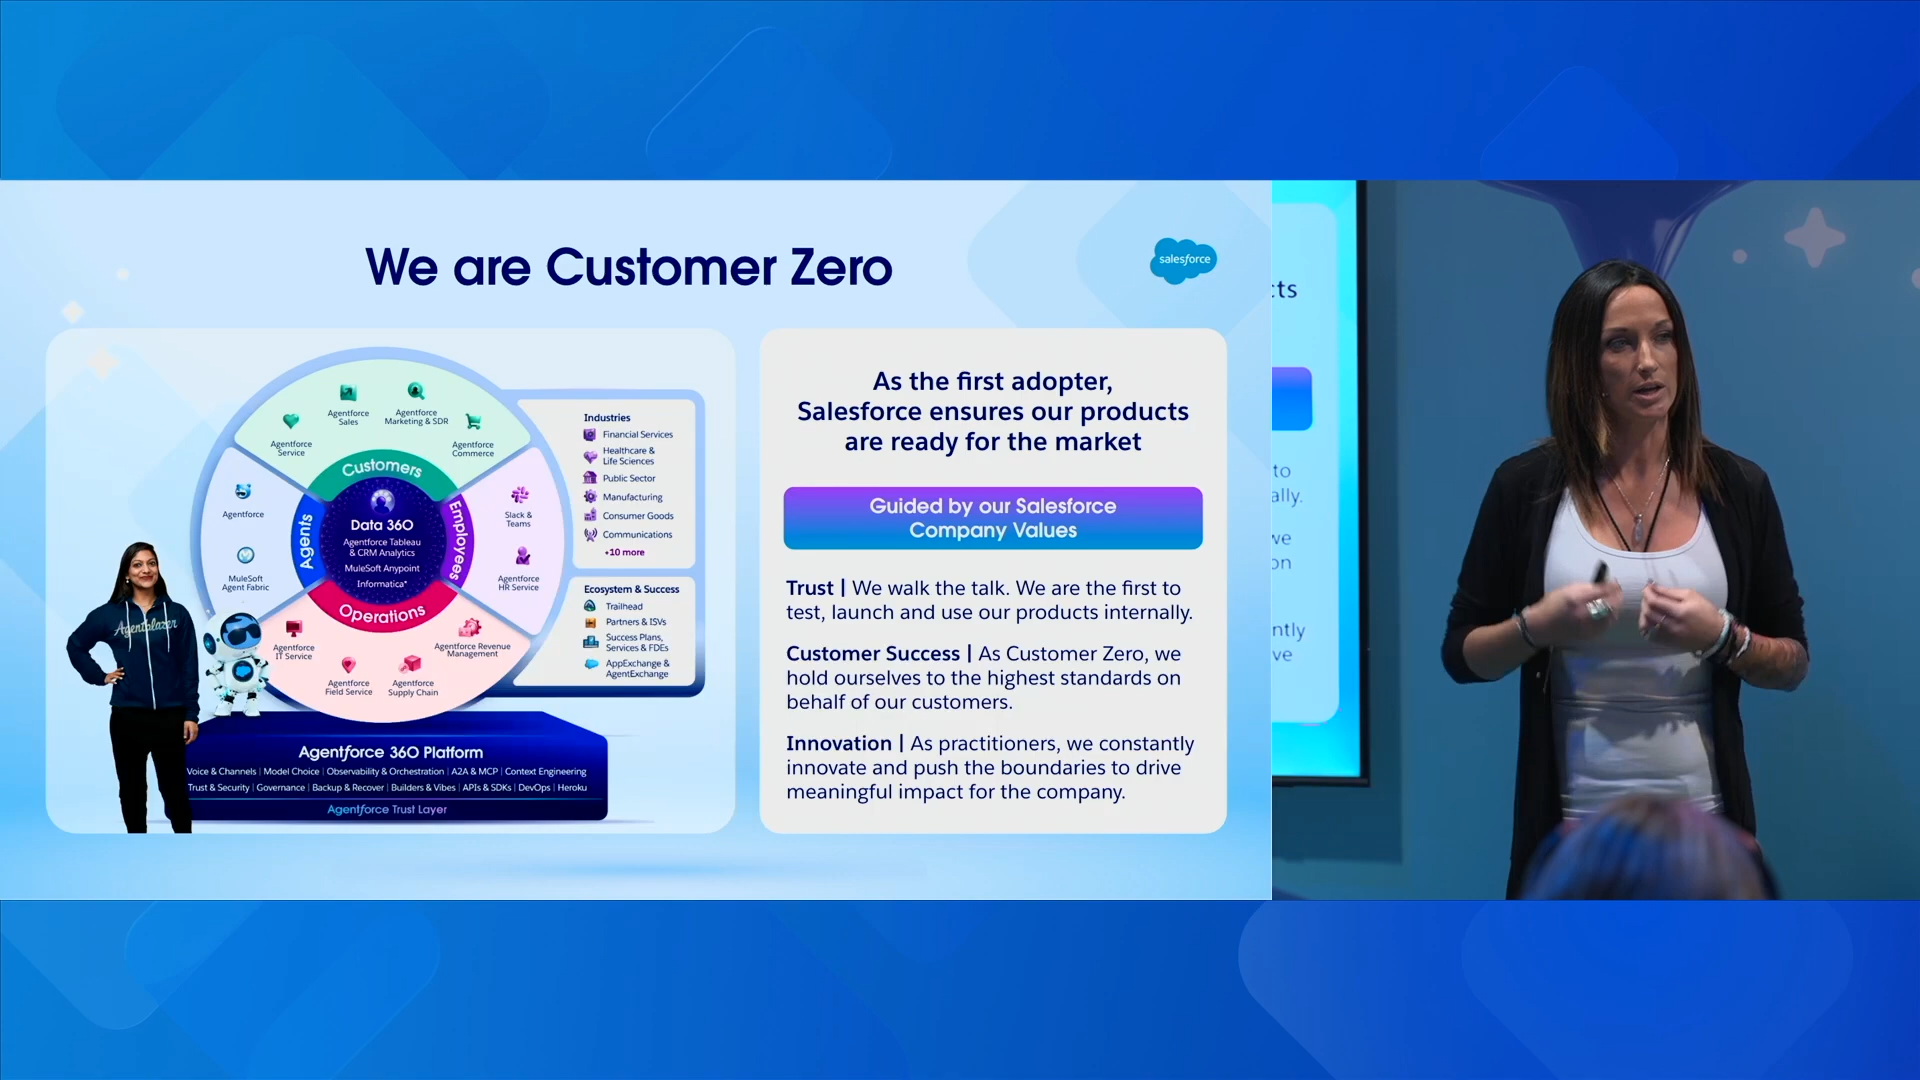 We are Customer Zero
salesforce
Agentforce
Service
Agentforce
Sales
Agentforce
Marketing & SDR
Agentforce
Commerce
Customers
Agentforce
MuleSoft
Agent Fabric
Agents
Data 360
Agentforce Tableau
& CRM Analytics
MuleSoft Anypoint
Informatica*
Employees
Slack &
Teams
Agentforce
HR Service
Operations
Agentforce
IT Service
Agentforce
Field Service
Agentforce
Supply Chain
Agentforce Revenue
Management
Industries
Financial Services
Healthcare &
Life Sciences
Public Sector
Manufacturing
Consumer Goods
Communications
+10 more
Ecosystem & Success
Trailhead
Partners & ISVs
Success Plans,
Services & FDEs
AppExchange &
AgentExchange
Agentblazer
Agentforce 360 Platform
Voice & Channels | Model Choice | Observability & Orchestration | A2A & MCP | Context Engineering
Trust & Security | Governance | Backup & Recover | Builders & Vibes | APIs & SDKs | DevOps | Heroku
Agentforce Trust Layer
As the first adopter,
Salesforce ensures our products
are ready for the market
Guided by our Salesforce
Company Values
Trust | We walk the talk. We are the first to
test, launch and use our products internally.
Customer Success | As Customer Zero, we
hold ourselves to the highest standards on
behalf of our customers.
Innovation | As practitioners, we constantly
innovate and push the boundaries to drive
meaningful impact for the company.
cts
to
ally.
we
on
ntly
ve